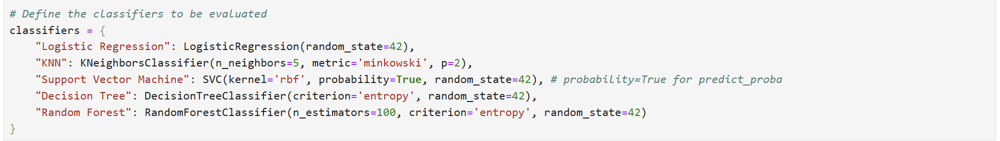 # Define the classifiers to be evaluated
classifiers = {
    "Logistic Regression": LogisticRegression(random_state=42),
    "KNN": KNeighborsClassifier(n_neighbors=5, metric='minkowski', p=2),
    "Support Vector Machine": SVC(kernel='rbf', probability=True, random_state=42), # probability=True for predict_proba
    "Decision Tree": DecisionTreeClassifier(criterion='entropy', random_state=42),
    "Random Forest": RandomForestClassifier(n_estimators=100, criterion='entropy', random_state=42)
}